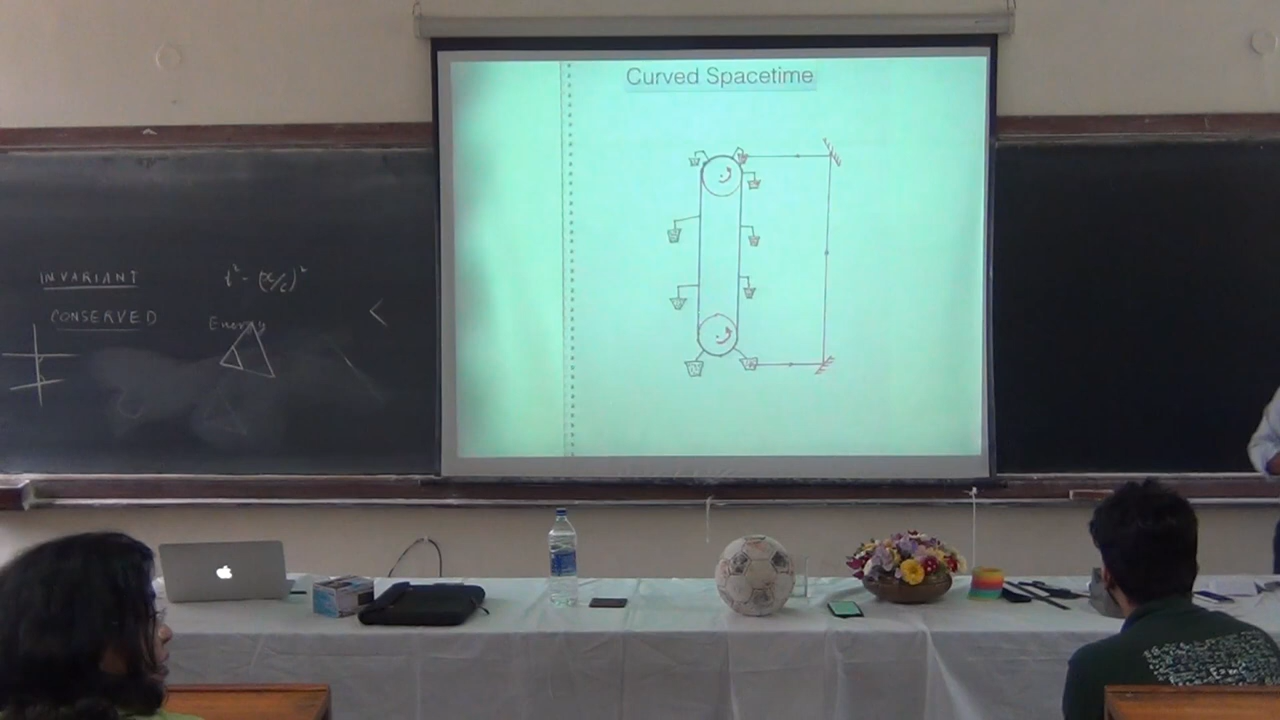 Curved Spacetime
INVARIANT
t² - (x/c)²
CONSERVED
Energy